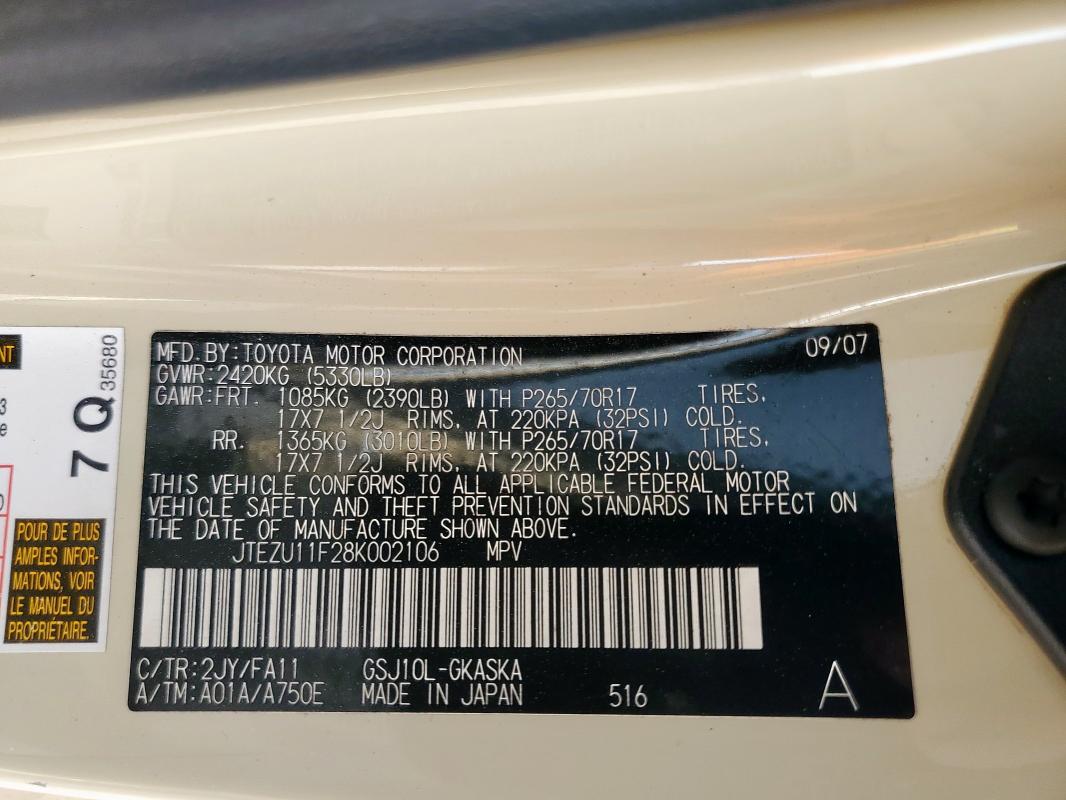 MFD.BY:TOYOTA MOTOR CORPORATION 09/07
GVWR:2420KG (5330LB)
GAWR:FRT. 1085KG (2390LB) WITH P265/70R17 TIRES,
17X7 1/2J RIMS, AT 220KPA (32PSI) COLD.
RR. 1365KG (3010LB) WITH P265/70R17 TIRES,
17X7 1/2J RIMS, AT 220KPA (32PSI) COLD.
THIS VEHICLE CONFORMS TO ALL APPLICABLE FEDERAL MOTOR
VEHICLE SAFETY AND THEFT PREVENTION STANDARDS IN EFFECT ON
THE DATE OF MANUFACTURE SHOWN ABOVE.
JTEZU11F28K002106 MPV
C/TR:2JY/FA11 GSJ10L-GKASKA
A/TM:A01A/A750E MADE IN JAPAN 516 A
NT
3
e
7 Q 35680
POUR DE PLUS
AMPLES INFOR-
MATIONS, VOIR
LE MANUEL DU
PROPRIÉTAIRE.